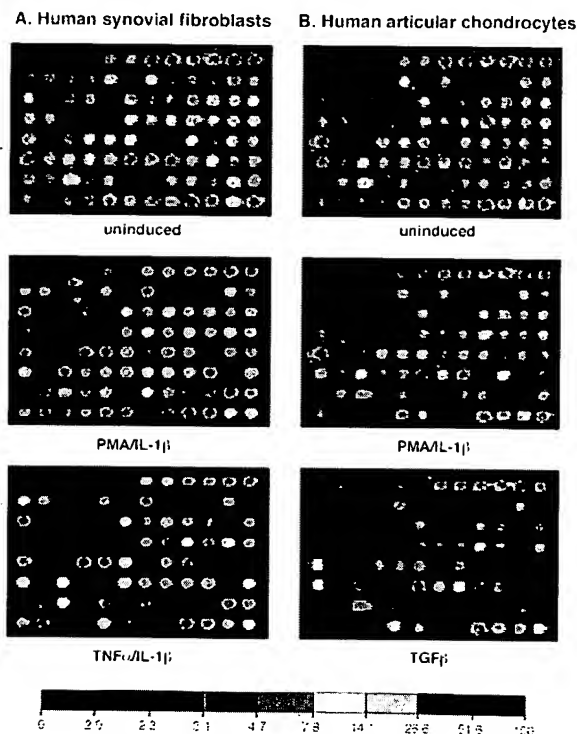 A. Human synovial fibroblasts
B. Human articular chondrocytes
uninduced
uninduced
PMA/IL-1β
PMA/IL-1β
TNFα/IL-1β
TGFβ